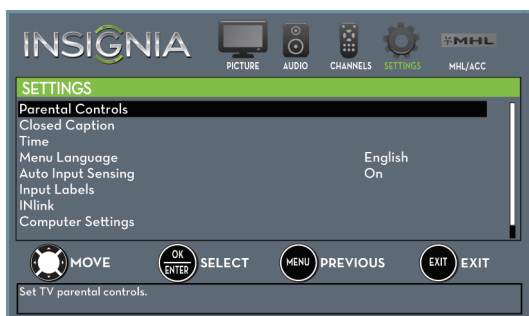 INSIGNIA
PICTURE AUDIO CHANNELS SETTINGS MHL MHL/ACC
SETTINGS
Parental Controls
Closed Caption
Time
Menu Language English
Auto Input Sensing On
Input Labels
INlink
Computer Settings
MOVE OK ENTER SELECT MENU PREVIOUS EXIT EXIT
Set TV parental controls.